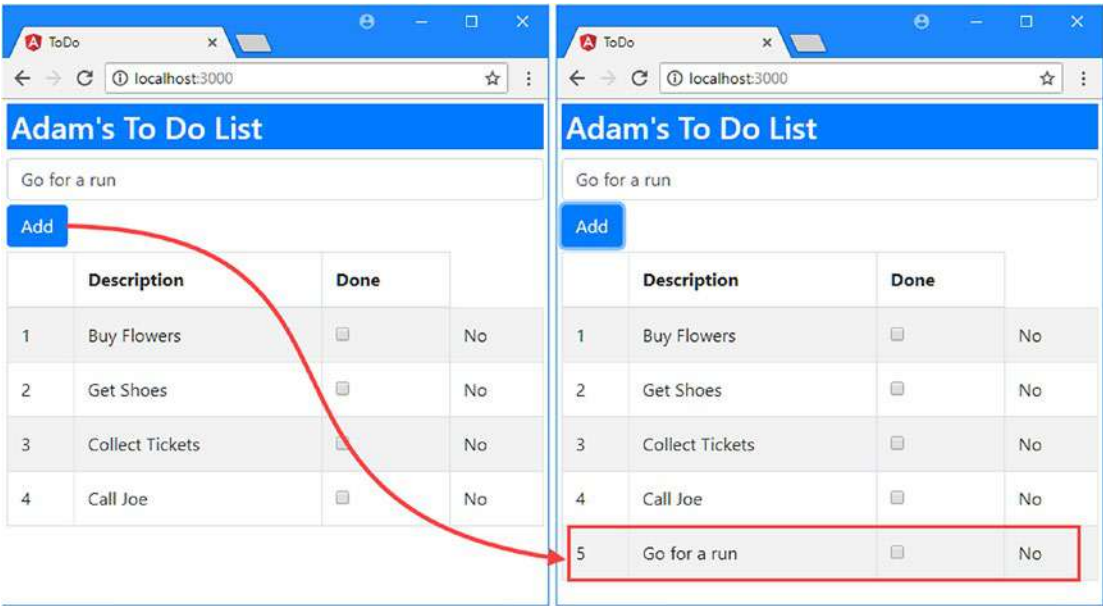 ToDo
localhost:3000
Adam's To Do List
Go for a run
Add
Description Done
1 Buy Flowers No
2 Get Shoes No
3 Collect Tickets No
4 Call Joe No
ToDo
localhost:3000
Adam's To Do List
Go for a run
Add
Description Done
1 Buy Flowers No
2 Get Shoes No
3 Collect Tickets No
4 Call Joe No
5 Go for a run No